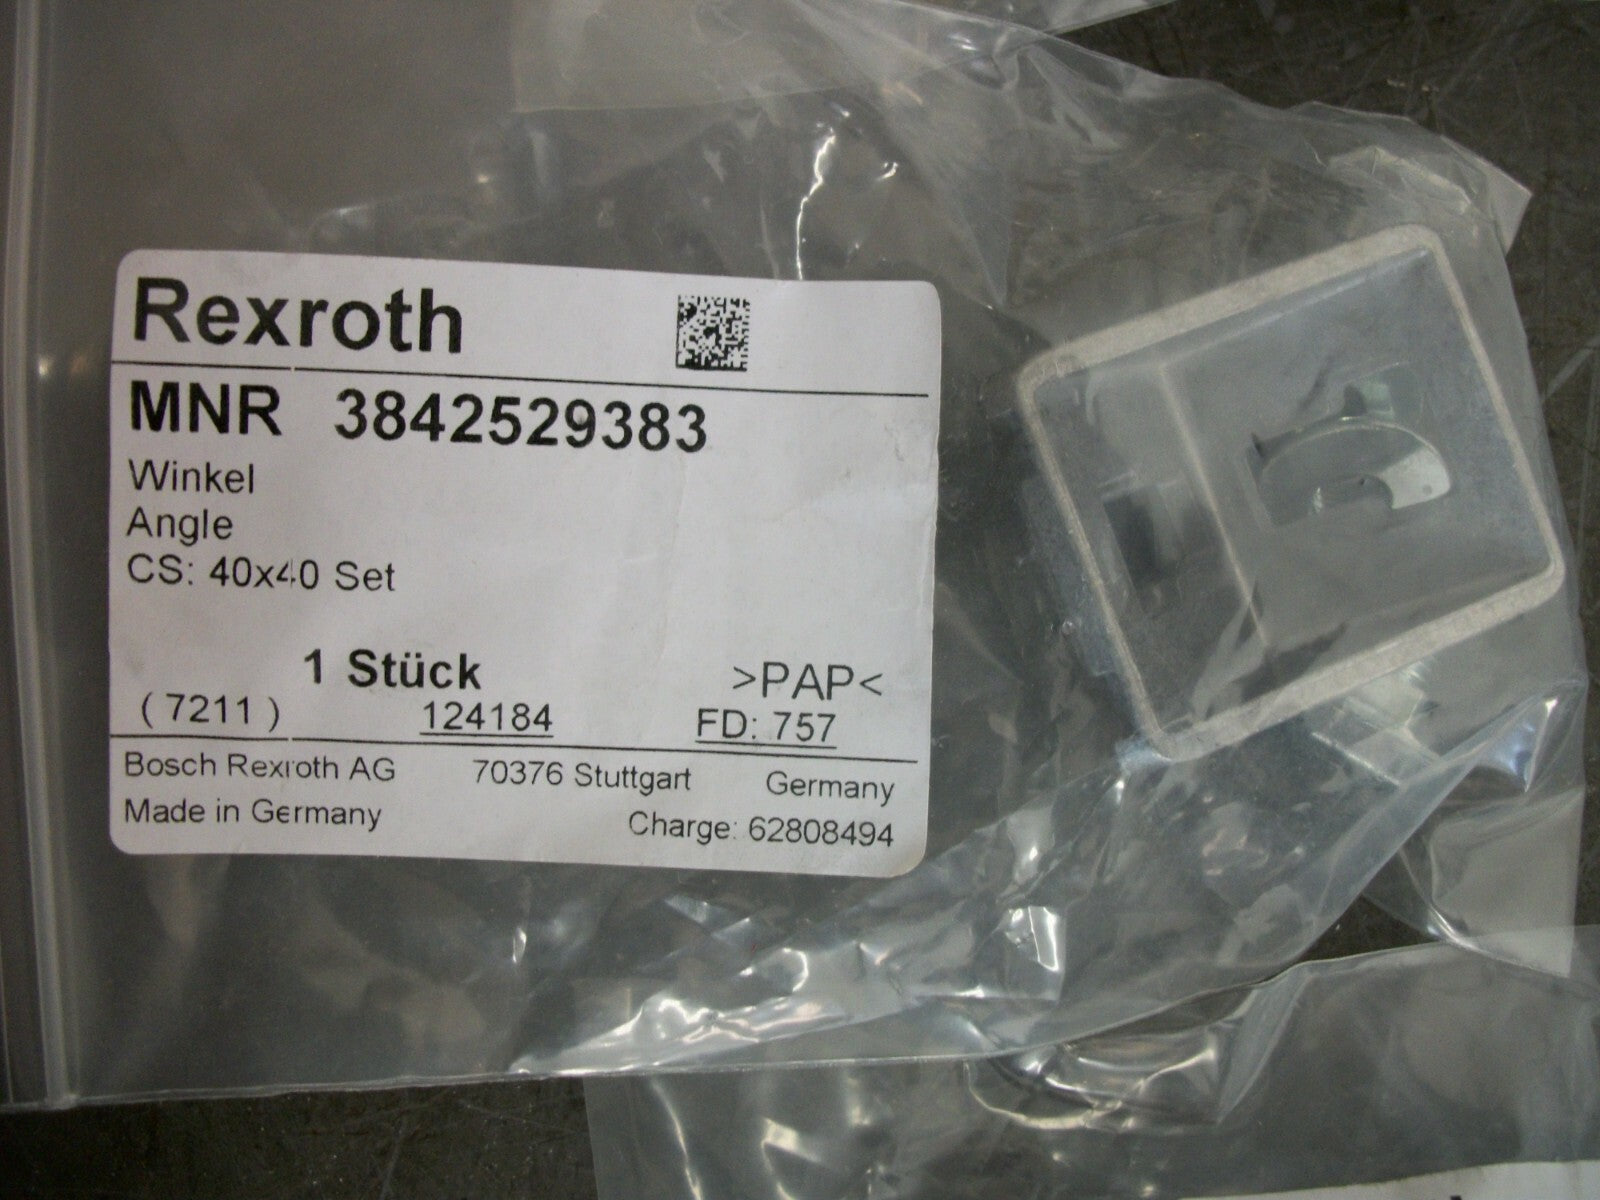 Rexroth
MNR 3842529383
Winkel
Angle
CS: 40x40 Set
1 Stück >PAP<
( 7211 ) 124184 FD: 757
Bosch Rexroth AG 70376 Stuttgart Germany
Made in Germany Charge: 62808494